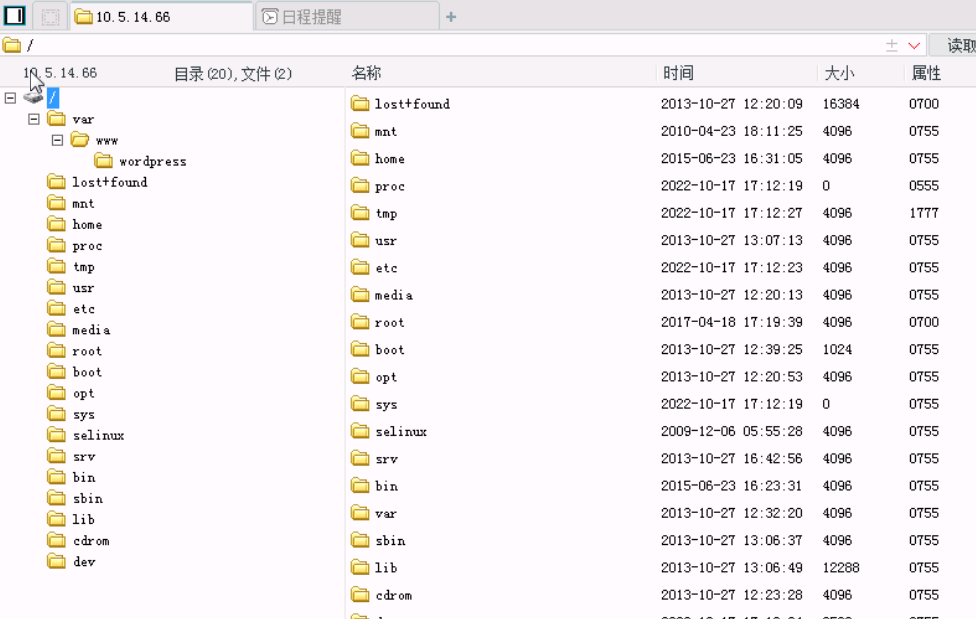 10.5.14.66 日程提醒 +
/ 读取
10.5.14.66 目录(20),文件(2) 名称 时间 大小 属性
/
var
www
wordpress
lost+found
mnt
home
proc
tmp
usr
etc
media
root
boot
opt
sys
selinux
srv
bin
sbin
lib
cdrom
dev
lost+found 2013-10-27 12:20:09 16384 0700
mnt 2010-04-23 18:11:25 4096 0755
home 2015-06-23 16:31:05 4096 0755
proc 2022-10-17 17:12:19 0 0555
tmp 2022-10-17 17:12:27 4096 1777
usr 2013-10-27 13:07:13 4096 0755
etc 2022-10-17 17:12:23 4096 0755
media 2013-10-27 12:20:13 4096 0755
root 2017-04-18 17:19:39 4096 0700
boot 2013-10-27 12:39:25 1024 0755
opt 2013-10-27 12:20:53 4096 0755
sys 2022-10-17 17:12:19 0 0755
selinux 2009-12-06 05:55:28 4096 0755
srv 2013-10-27 16:42:56 4096 0755
bin 2015-06-23 16:23:31 4096 0755
var 2013-10-27 12:32:20 4096 0755
sbin 2013-10-27 13:06:37 4096 0755
lib 2013-10-27 13:06:49 12288 0755
cdrom 2013-10-27 12:23:28 4096 0755